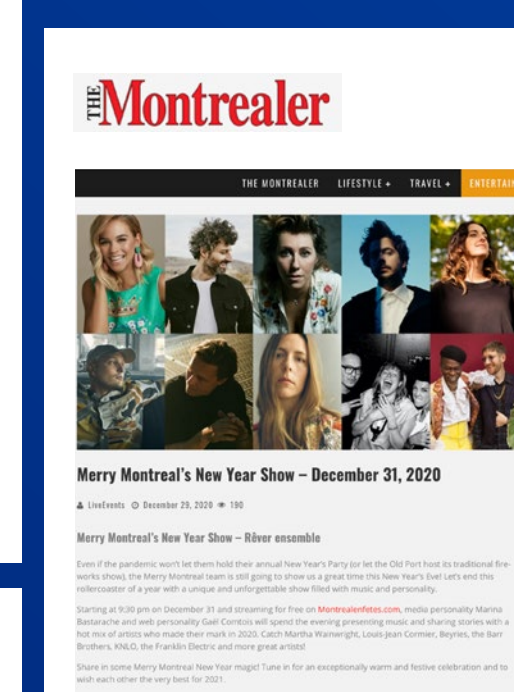 THE Montrealer
THE MONTREALER LIFESTYLE + TRAVEL + ENTERTAIN
Merry Montreal's New Year Show – December 31, 2020
LiveEvents December 29, 2020 190
Merry Montreal's New Year Show – Rêver ensemble
Even if the pandemic won't let them hold their annual New Year's Party (or let the Old Port host its traditional fire-
works show), the Merry Montreal team is still going to show us a great time this New Year's Eve! Let's end this
rollercoaster of a year with a unique and unforgettable show filled with music and personality.
Starting at 9:30 pm on December 31 and streaming for free on Montrealenfetes.com, media personality Marina
Bastarache and web personality Gaël Comtois will spend the evening presenting music and sharing stories with a
hot mix of artists who made their mark in 2020. Catch Martha Wainwright, Louis-Jean Cormier, Beyries, the Barr
Brothers, KNLO, the Franklin Electric and more great artists!
Share in some Merry Montreal New Year magic! Tune in for an exceptionally warm and festive celebration and to
wish each other the very best for 2021.